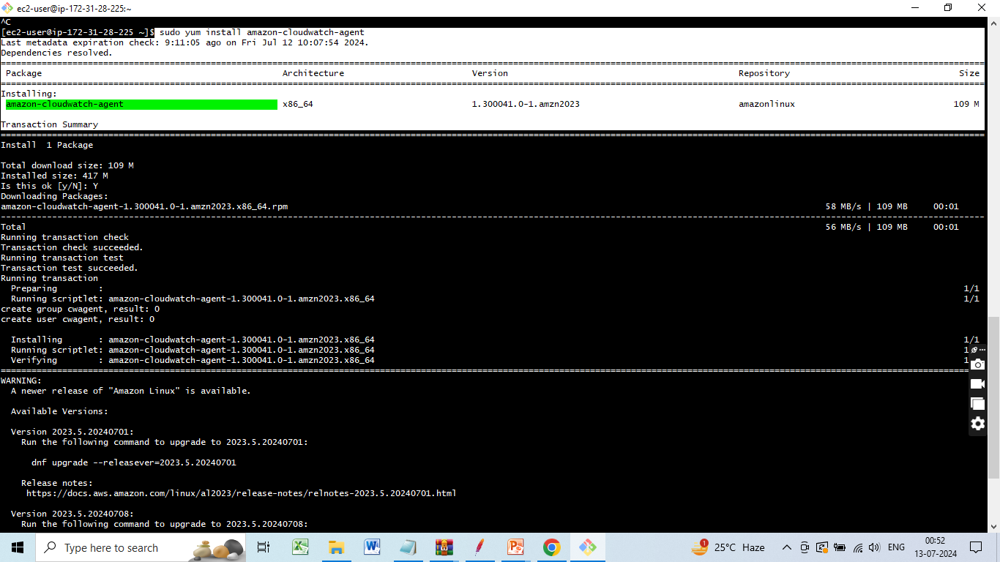 ec2-user@ip-172-31-28-225:~
^C
[ec2-user@ip-172-31-28-225 ~]$ sudo yum install amazon-cloudwatch-agent
Last metadata expiration check: 9:11:05 ago on Fri Jul 12 10:07:54 2024.
Dependencies resolved.
Package Architecture Version Repository Size
Installing:
amazon-cloudwatch-agent x86_64 1.300041.0-1.amzn2023 amazonlinux 109 M
Transaction Summary
Install  1 Package
Total download size: 109 M
Installed size: 417 M
Is this ok [y/N]: Y
Downloading Packages:
amazon-cloudwatch-agent-1.300041.0-1.amzn2023.x86_64.rpm 58 MB/s | 109 MB 00:01
Total 56 MB/s | 109 MB 00:01
Running transaction check
Transaction check succeeded.
Running transaction test
Transaction test succeeded.
Running transaction
Preparing : 1/1
Running scriptlet: amazon-cloudwatch-agent-1.300041.0-1.amzn2023.x86_64 1/1
create group cwagent, result: 0
create user cwagent, result: 0
Installing : amazon-cloudwatch-agent-1.300041.0-1.amzn2023.x86_64 1/1
Running scriptlet: amazon-cloudwatch-agent-1.300041.0-1.amzn2023.x86_64 1
Verifying : amazon-cloudwatch-agent-1.300041.0-1.amzn2023.x86_64 1
WARNING:
A newer release of "Amazon Linux" is available.
Available Versions:
Version 2023.5.20240701:
Run the following command to upgrade to 2023.5.20240701:
dnf upgrade --releasever=2023.5.20240701
Release notes:
https://docs.aws.amazon.com/linux/al2023/release-notes/relnotes-2023.5.20240701.html
Version 2023.5.20240708:
Run the following command to upgrade to 2023.5.20240708:
Type here to search
1 25°C Haze ENG 00:52
13-07-2024